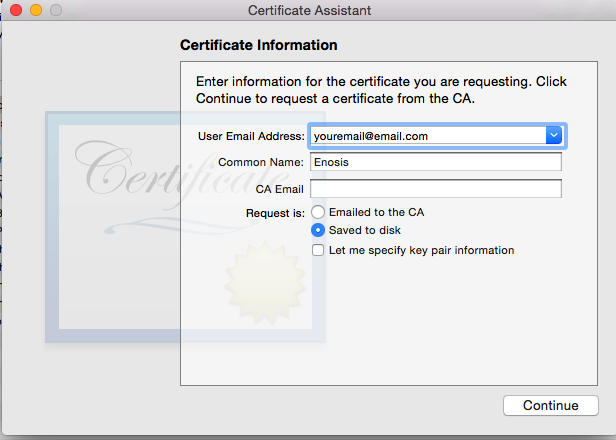 Certificate Assistant
Certificate Information
Enter information for the certificate you are requesting. Click
Continue to request a certificate from the CA.
Certificate
User Email Address: youremail@email.com
Common Name: Enosis
CA Email
Request is: Emailed to the CA
Saved to disk
Let me specify key pair information
Continue